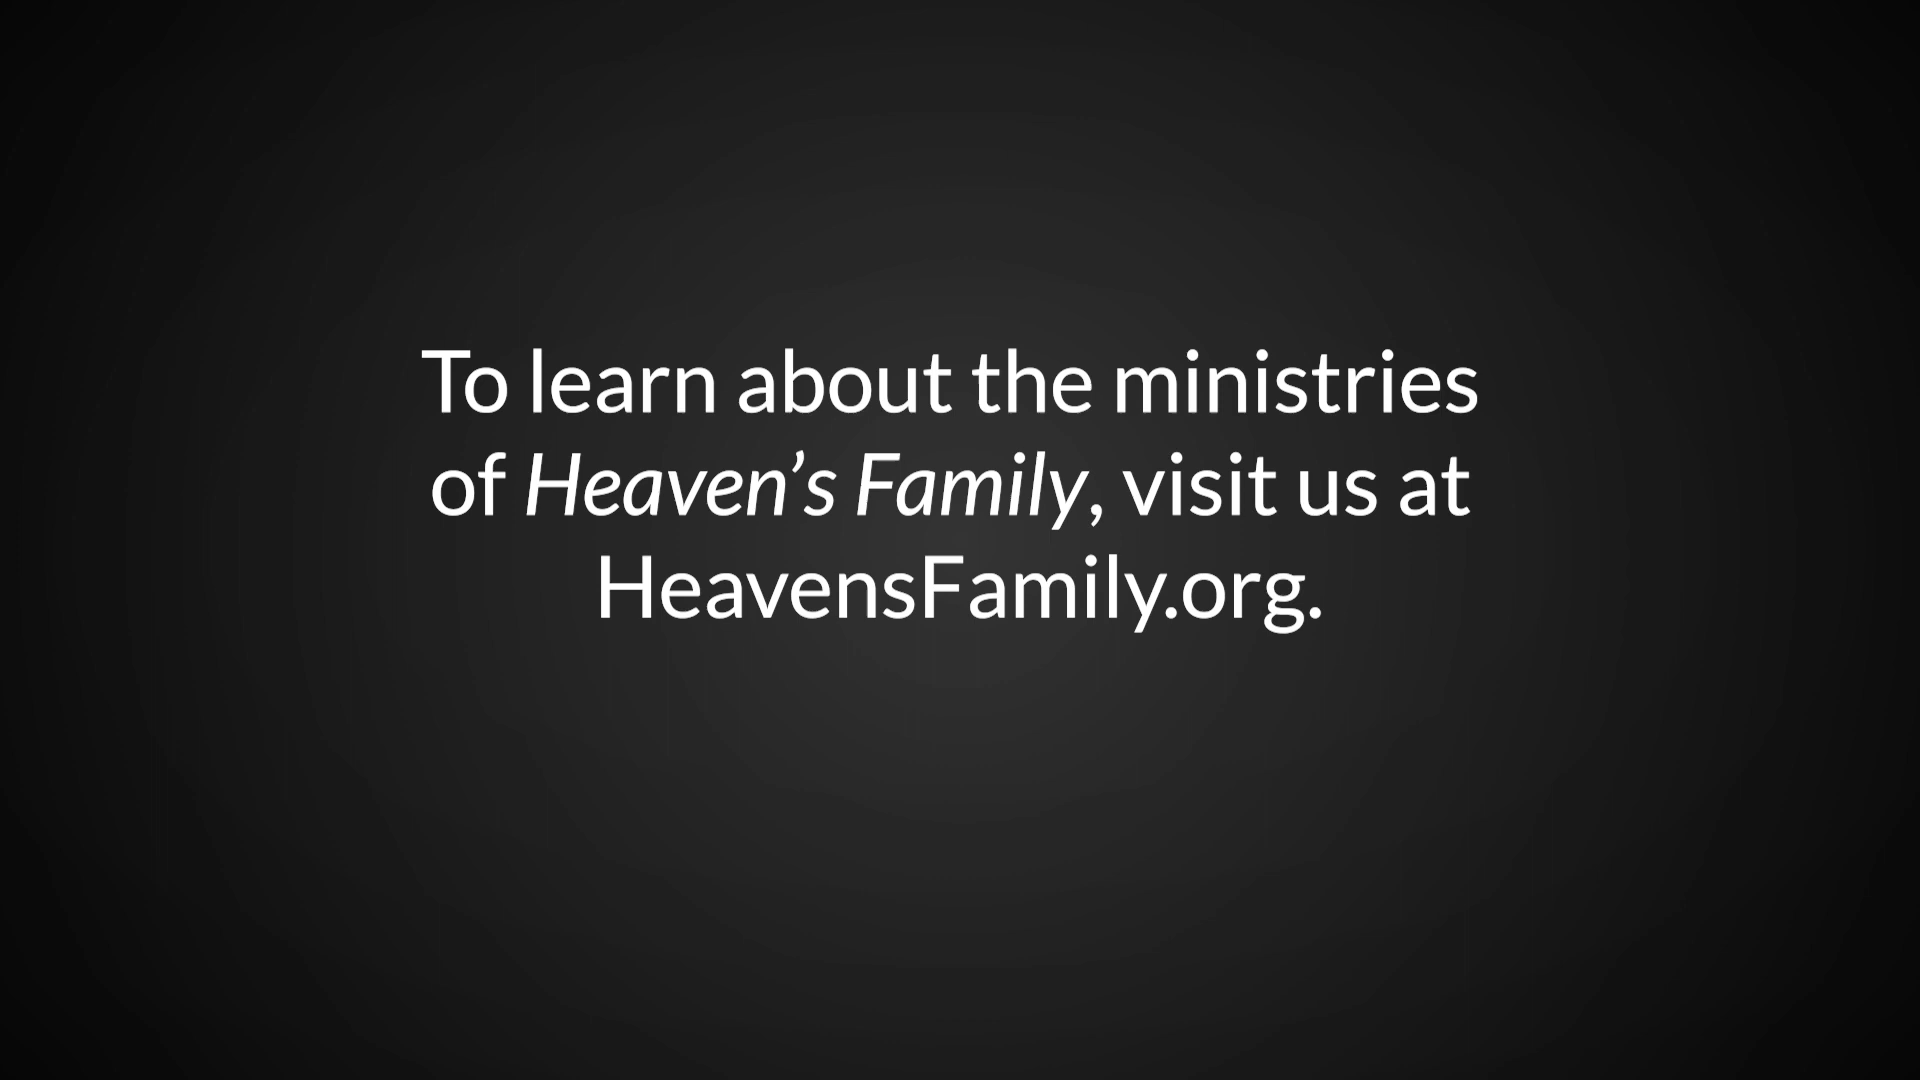 To learn about the ministries
of Heaven’s Family, visit us at
HeavensFamily.org.